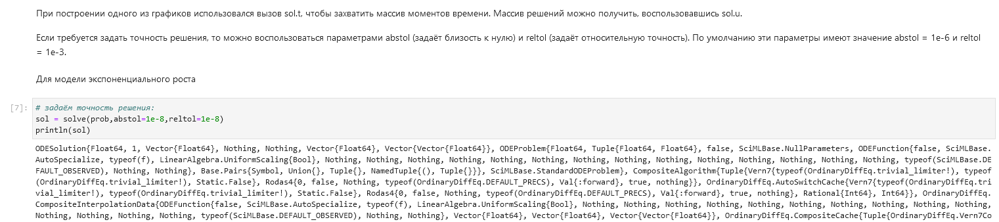 При построении одного из графиков использовался вызов sol.t, чтобы захватить массив моментов времени. Массив решений можно получить, воспользовавшись sol.u.
Если требуется задать точность решения, то можно воспользоваться параметрами abstol (задаёт близость к нулю) и reltol (задаёт относительную точность). По умолчанию эти параметры имеют значение abstol = 1e-6 и reltol
= 1e-3.
Для модели экспоненциального роста
[7]:
# задаём точность решения:
sol = solve(prob,abstol=1e-8,reltol=1e-8)
println(sol)
ODESolution{Float64, 1, Vector{Float64}, Nothing, Nothing, Vector{Float64}, Vector{Vector{Float64}}, ODEProblem{Float64, Tuple{Float64, Float64}, false, SciMLBase.NullParameters, ODEFunction{false, SciMLBase.
AutoSpecialize, typeof(f), LinearAlgebra.UniformScaling{Bool}, Nothing, Nothing, Nothing, Nothing, Nothing, Nothing, Nothing, Nothing, Nothing, Nothing, Nothing, Nothing, Nothing, typeof(SciMLBase.DE
FAULT_OBSERVED), Nothing, Nothing}, Base.Pairs{Symbol, Union{}, Tuple{}, NamedTuple{(), Tuple{}}}, SciMLBase.StandardODEProblem}, CompositeAlgorithm{Tuple{Vern7{typeof(OrdinaryDiffEq.trivial_limiter!), typeof
(OrdinaryDiffEq.trivial_limiter!), Static.False}, Rodas4{0, false, Nothing, typeof(OrdinaryDiffEq.DEFAULT_PRECS), Val{:forward}, true, nothing}}, OrdinaryDiffEq.AutoSwitchCache{Vern7{typeof(OrdinaryDiffEq.tri
vial_limiter!), typeof(OrdinaryDiffEq.trivial_limiter!), Static.False}, Rodas4{0, false, Nothing, typeof(OrdinaryDiffEq.DEFAULT_PRECS), Val{:forward}, true, nothing}, Rational{Int64}, Int64}}, OrdinaryDiffEq.
CompositeInterpolationData{ODEFunction{false, SciMLBase.AutoSpecialize, typeof(f), LinearAlgebra.UniformScaling{Bool}, Nothing, Nothing, Nothing, Nothing, Nothing, Nothing, Nothing, Nothing, Nothing,
Nothing, Nothing, Nothing, Nothing, typeof(SciMLBase.DEFAULT_OBSERVED), Nothing, Nothing}, Vector{Float64}, Vector{Float64}, Vector{Vector{Float64}}, OrdinaryDiffEq.CompositeCache{Tuple{OrdinaryDiffEq.Vern7Co